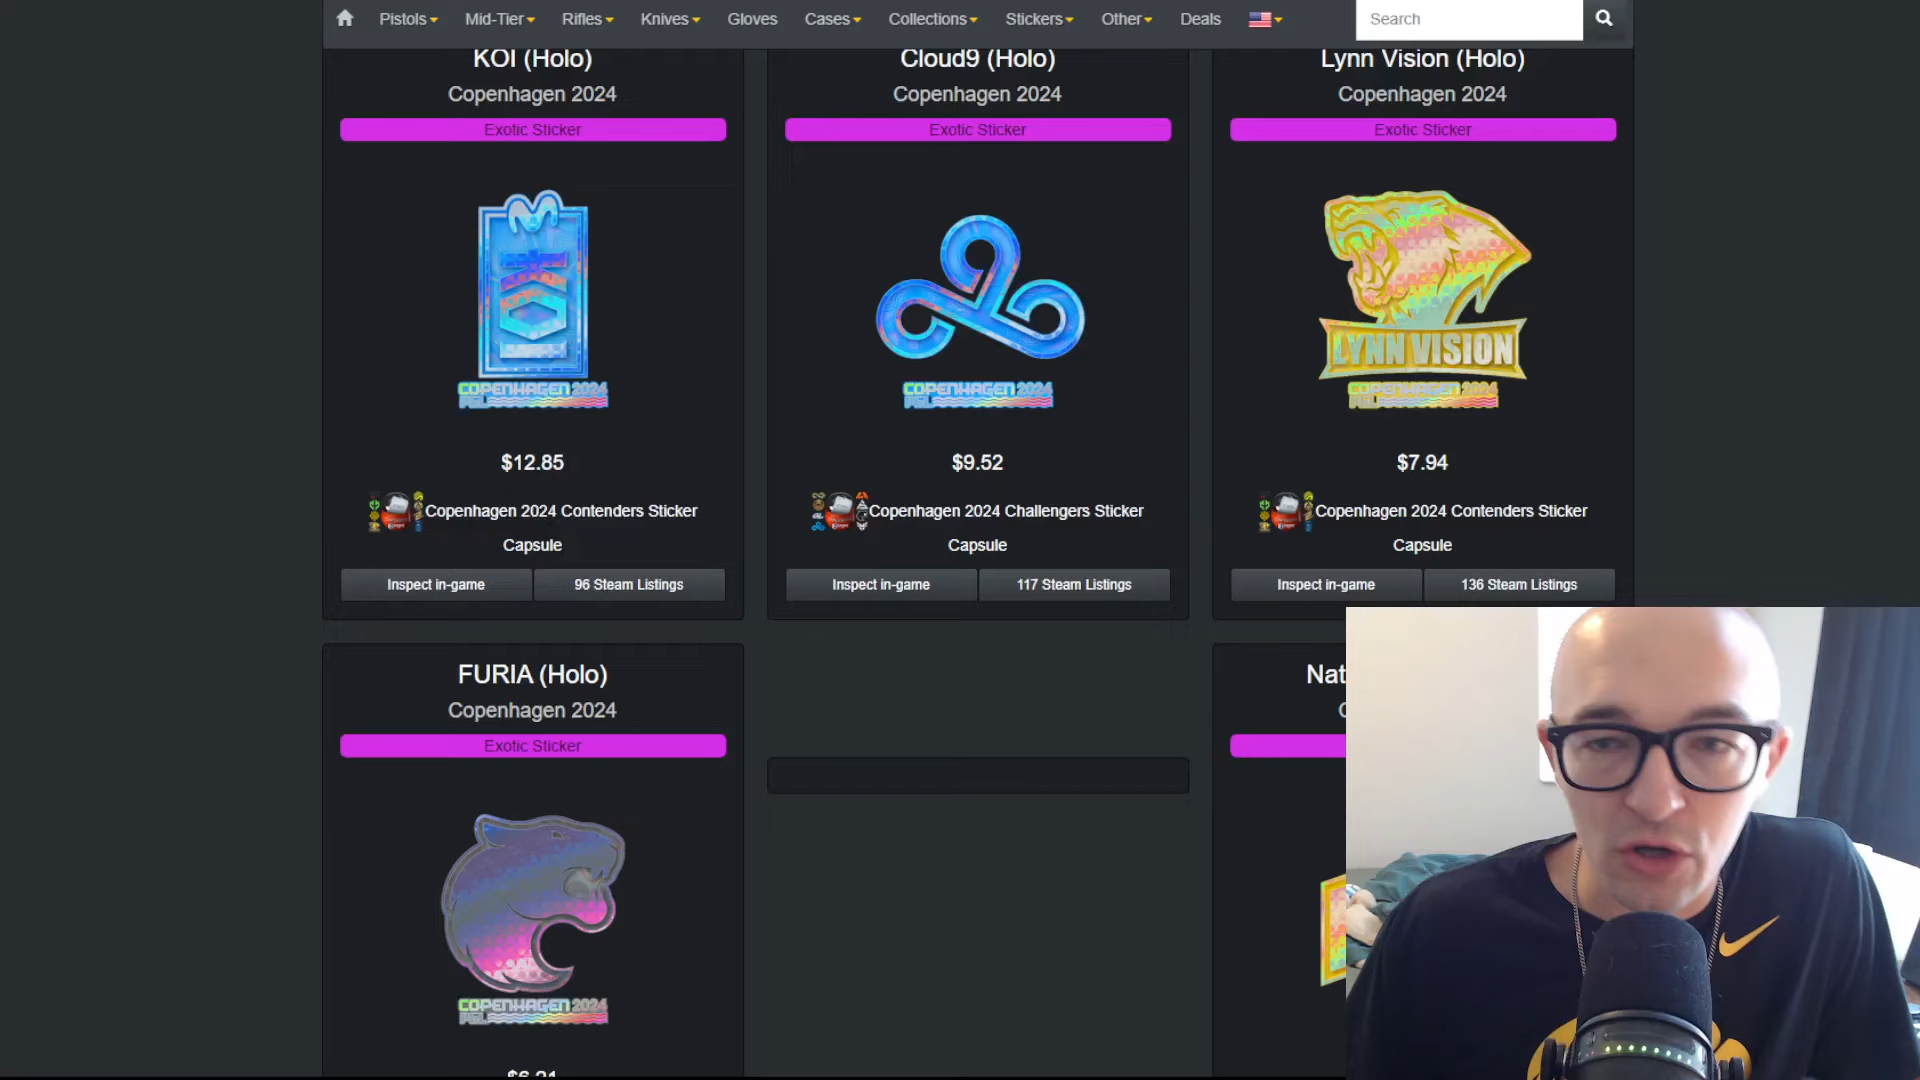 Pistols Mid-Tier Rifles Knives Gloves Cases Collections Stickers Other Deals Search
KOI (Holo)
Copenhagen 2024
Exotic Sticker
KOI
COPENHAGEN 2024
$12.85
Copenhagen 2024 Contenders Sticker
Capsule
Inspect in-game 96 Steam Listings
Cloud9 (Holo)
Copenhagen 2024
Exotic Sticker
COPENHAGEN 2024
$9.52
Copenhagen 2024 Challengers Sticker
Capsule
Inspect in-game 117 Steam Listings
Lynn Vision (Holo)
Copenhagen 2024
Exotic Sticker
LYNN VISION
COPENHAGEN 2024
$7.94
Copenhagen 2024 Contenders Sticker
Capsule
Inspect in-game 136 Steam Listings
FURIA (Holo)
Copenhagen 2024
Exotic Sticker
COPENHAGEN 2024
Nat